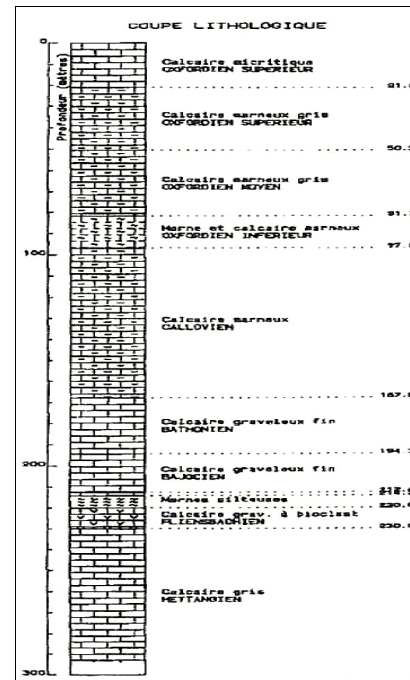 COUPE LITHOLOGIQUE
0
Profondeur (mètres)
Calcaire micritique
OXFORDIEN SUPERIEUR
Calcaire marneux gris
OXFORDIEN SUPERIEUR
Calcaire marneux gris
OXFORDIEN MOYEN
Marne et calcaire marneux
OXFORDIEN INFERIEUR
100
Calcaire marneux
CALLOVIEN
Calcaire graveleux fin
BATHONIEN
200
Calcaire graveleux fin
BAJOCIEN
Marnes silteuses
Calcaire grav. à bioclast
PLIENSBACHIEN
Calcaire gris
HETTANGIEN
300